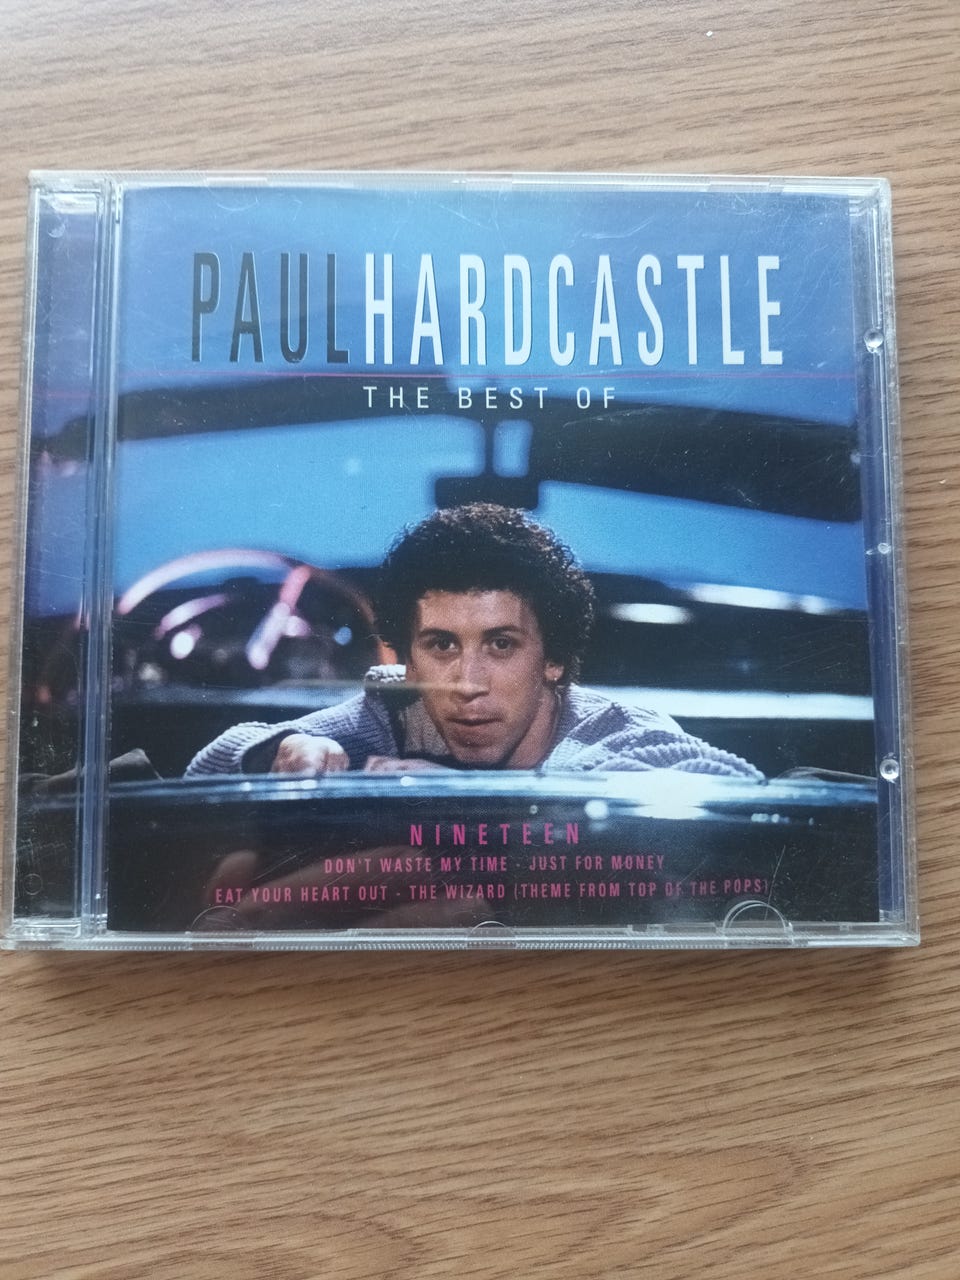 PAULHARDCASTLE
THE BEST OF
NINETEEN
DON'T WASTE MY TIME - JUST FOR MONEY
EAT YOUR HEART OUT - THE WIZARD (THEME FROM TOP OF THE POPS)